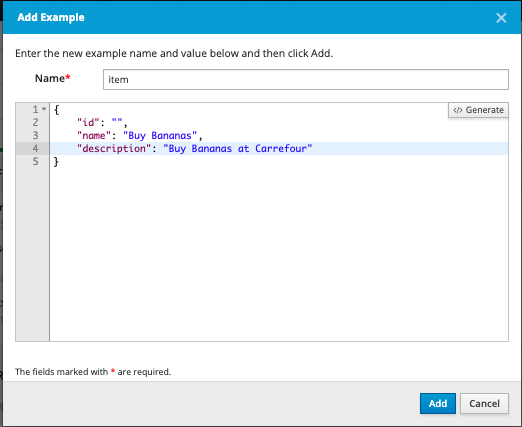 Add Example
Enter the new example name and value below and then click Add.
Name* item
</> Generate
1 {
2 "id": "",
3 "name": "Buy Bananas",
4 "description": "Buy Bananas at Carrefour"
5 }
The fields marked with * are required.
Add Cancel